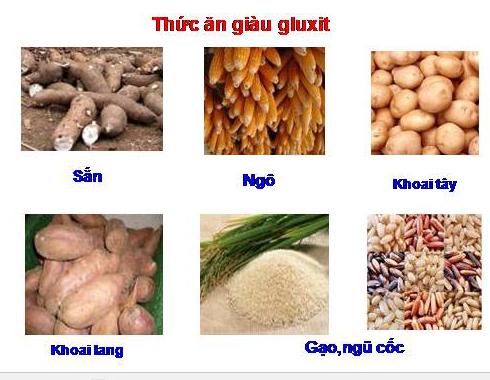 Thức ăn giàu gluxit
Sắn
Ngô
Khoai tây
Khoai lang
Gạo,ngũ cốc